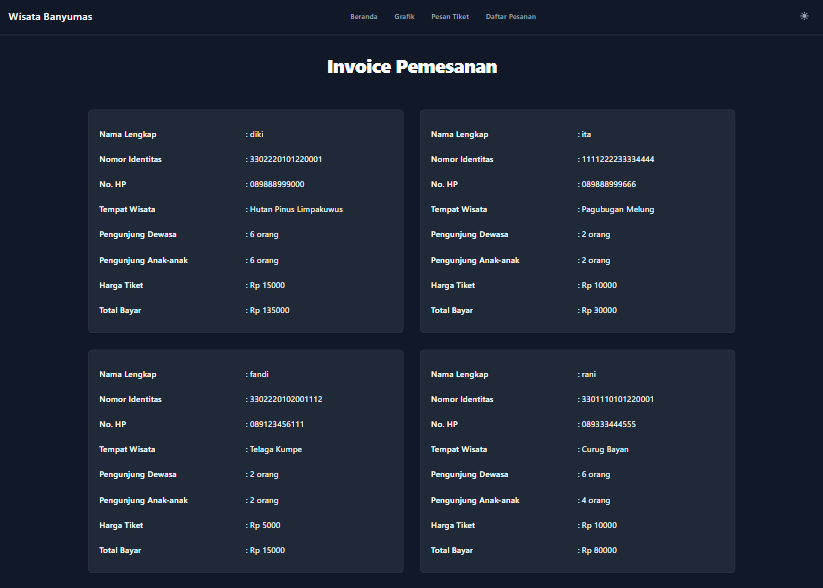 Wisata Banyumas
Beranda Grafik Pesan Tiket Daftar Pesanan
Invoice Pemesanan
Nama Lengkap : diki
Nomor Identitas : 3302220101220001
No. HP : 089888999000
Tempat Wisata : Hutan Pinus Limpakuwus
Pengunjung Dewasa : 6 orang
Pengunjung Anak-anak : 6 orang
Harga Tiket : Rp 15000
Total Bayar : Rp 135000
Nama Lengkap : ita
Nomor Identitas : 1111222233334444
No. HP : 089888999666
Tempat Wisata : Pagubugan Melung
Pengunjung Dewasa : 2 orang
Pengunjung Anak-anak : 2 orang
Harga Tiket : Rp 10000
Total Bayar : Rp 30000
Nama Lengkap : fandi
Nomor Identitas : 3302220102001112
No. HP : 089123456111
Tempat Wisata : Telaga Kumpe
Pengunjung Dewasa : 2 orang
Pengunjung Anak-anak : 2 orang
Harga Tiket : Rp 5000
Total Bayar : Rp 15000
Nama Lengkap : rani
Nomor Identitas : 3301110101220001
No. HP : 089333444555
Tempat Wisata : Curug Bayan
Pengunjung Dewasa : 6 orang
Pengunjung Anak-anak : 4 orang
Harga Tiket : Rp 10000
Total Bayar : Rp 80000